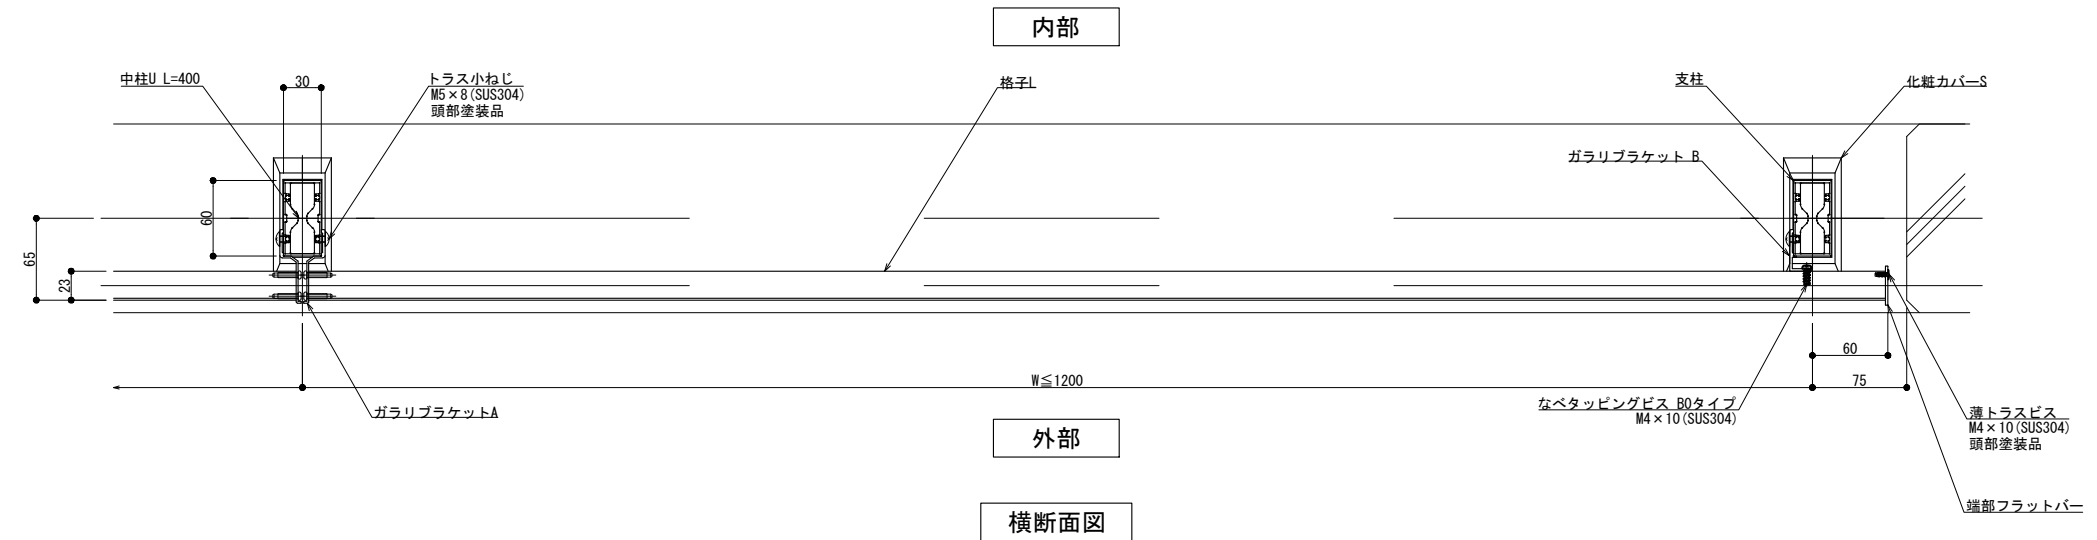 内部
中柱U L=400
30
トラス小ねじ
M5×8(SUS304)
頭部塗装品
格子L
支柱
化粧カバーS
ガラリブラケット B
60
65
23
60
W≦1200
75
ガラリブラケットA
なべタッピングビス B0タイプ
M4×10(SUS304)
薄トラスビス
M4×10(SUS304)
頭部塗装品
外部
端部フラットバー
横断面図